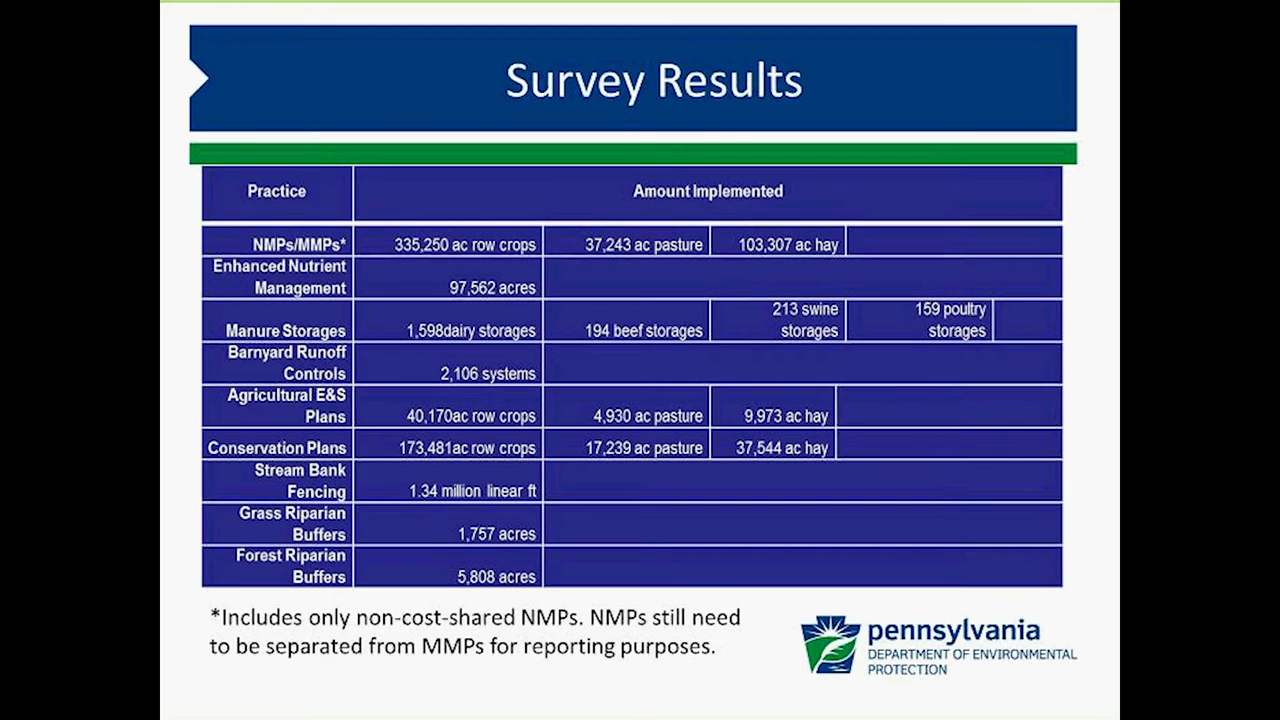 Survey Results
Practice Amount Implemented
NMPs/MMPs* 335,250 ac row crops 37,243 ac pasture 103,307 ac hay
Enhanced Nutrient
Management 97,562 acres
213 swine 159 poultry
Manure Storages 1,598dairy storages 194 beef storages storages storages
Barnyard Runoff
Controls 2,106 systems
Agricultural E&S
Plans 40,170ac row crops 4,930 ac pasture 9,973 ac hay
Conservation Plans 173,481ac row crops 17,239 ac pasture 37,544 ac hay
Stream Bank
Fencing 1.34 million linear ft
Grass Riparian
Buffers 1,757 acres
Forest Riparian
Buffers 5,808 acres
*Includes only non-cost-shared NMPs. NMPs still need
to be separated from MMPs for reporting purposes.
pennsylvania
DEPARTMENT OF ENVIRONMENTAL
PROTECTION